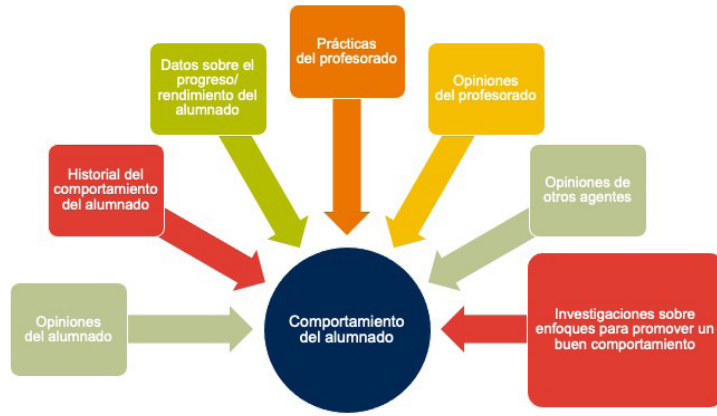 Prácticas
del profesorado
Datos sobre el
progreso/
rendimiento del
alumnado
Opiniones
del profesorado
Historial del
comportamiento
del alumnado
Opiniones de
otros agentes
Opiniones
del alumnado
Comportamiento
del alumnado
Investigaciones sobre
enfoques para promover un
buen comportamiento